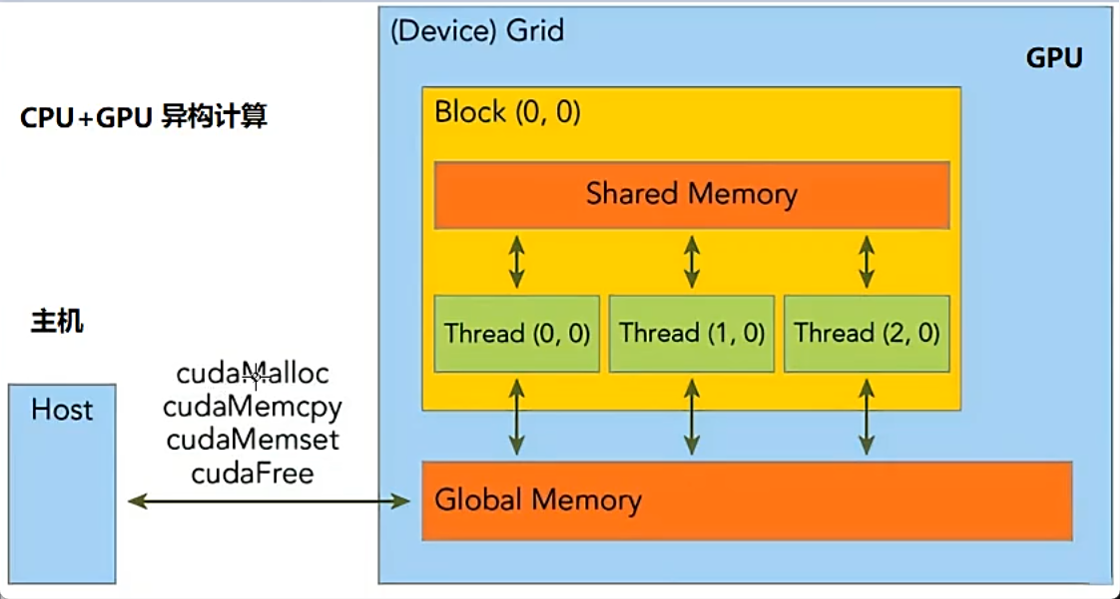 (Device) Grid
GPU
CPU+GPU 异构计算
Block (0, 0)
Shared Memory
主机
Thread (0, 0)
Thread (1, 0)
Thread (2, 0)
cudaMalloc
cudaMemcpy
cudaMemset
cudaFree
Host
Global Memory